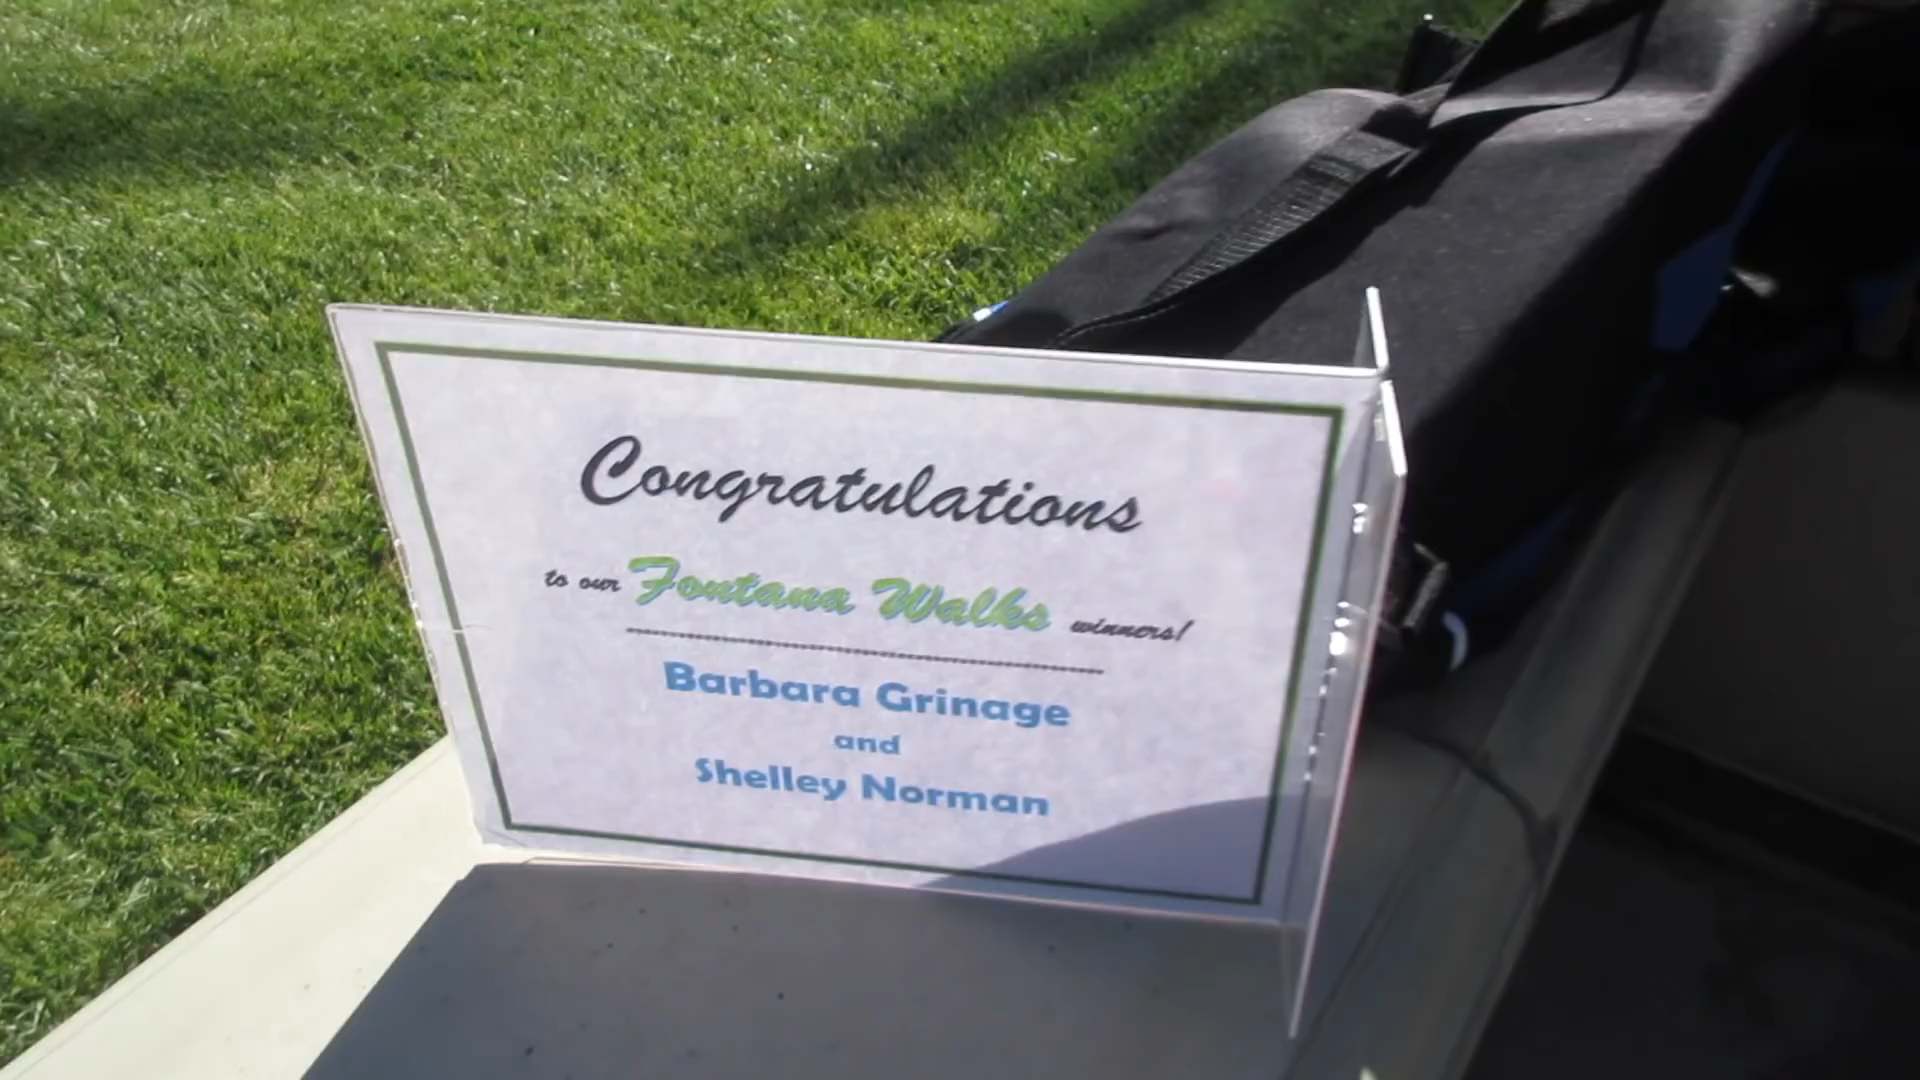 Congratulations
to our Fontana Walks winners!
Barbara Grinage
and
Shelley Norman